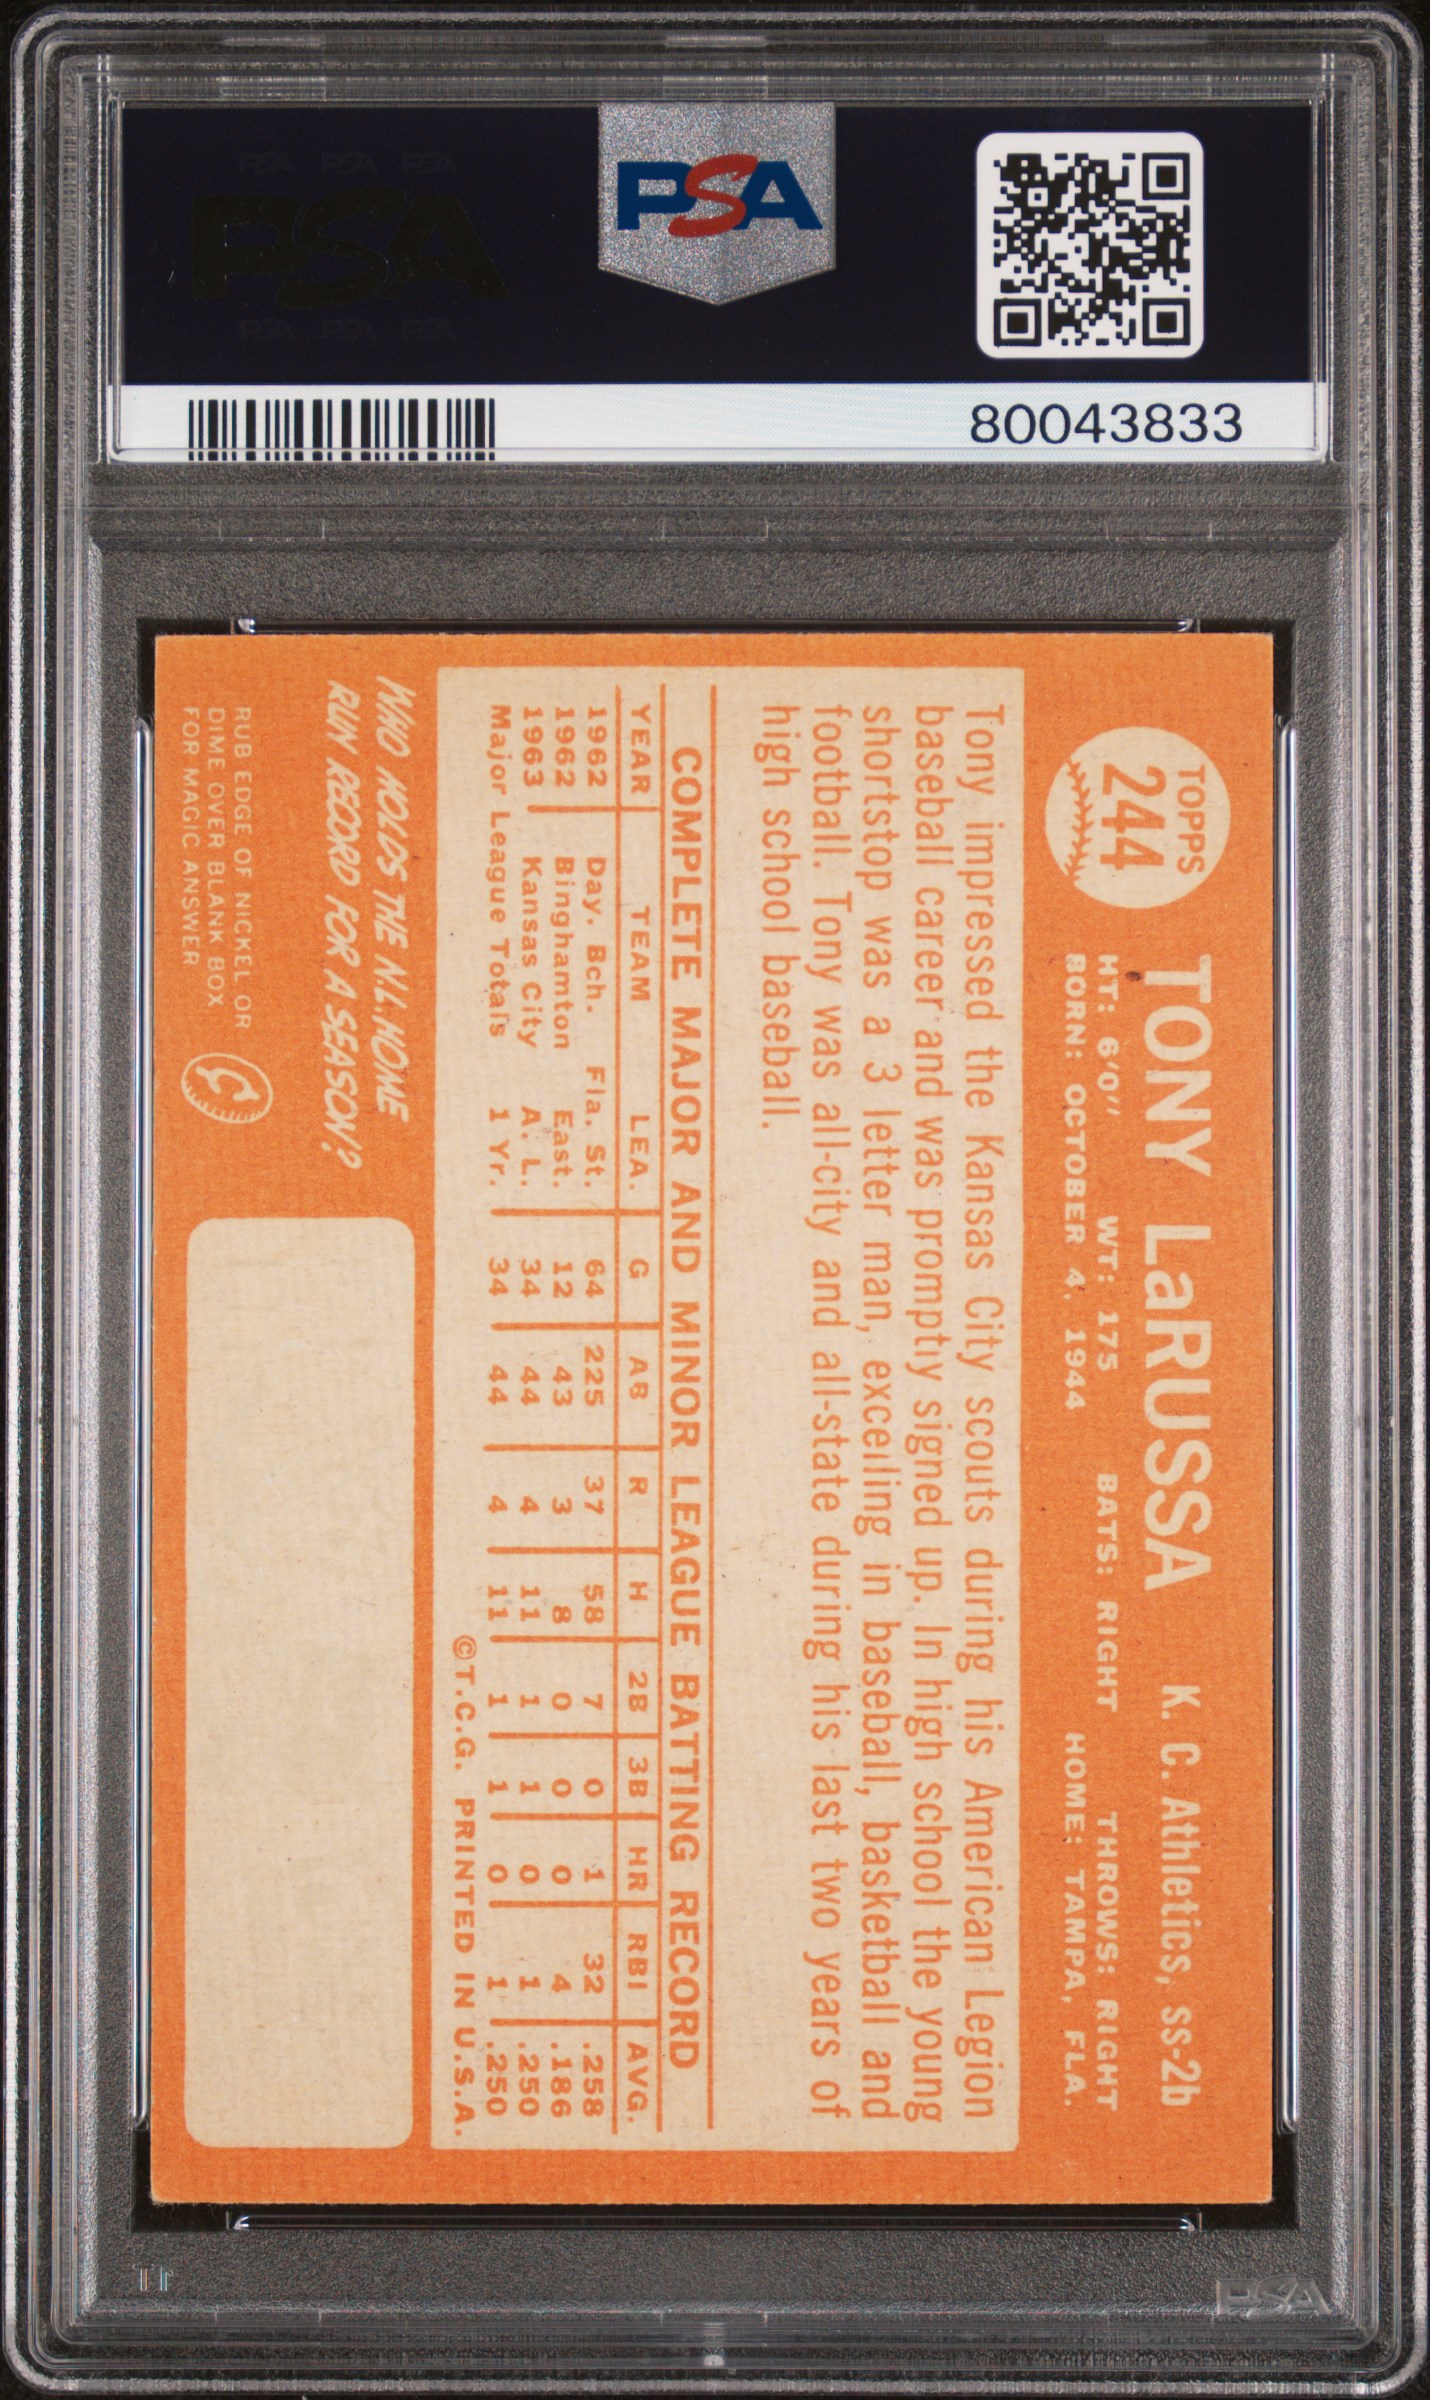 PSA PSA PSA
PSA
PSA PSA PSA
PSA
80043833
TOPPS
244
TONY LaRUSSA K. C. Athletics, ss-2b
HT: 6'0" WT: 175 BATS: RIGHT THROWS: RIGHT
BORN: OCTOBER 4, 1944 HOME: TAMPA, FLA.
Tony impressed the Kansas City scouts during his American Legion
baseball career and was promptly signed up. In high school the young
shortstop was a 3 letter man, excelling in baseball, basketball and
football. Tony was all-city and all-state during his last two years of
high school baseball.
COMPLETE MAJOR AND MINOR LEAGUE BATTING RECORD
YEAR TEAM LEA. G AB R H 2B 3B HR RBI AVG.
1962 Day. Bch. Fla. St. 64 225 37 58 7 0 1 32 .258
1962 Binghamton East. 12 43 3 8 0 0 0 4 .186
1963 Kansas City A. L. 34 44 4 11 1 1 0 1 .250
Major League Totals 1 Yr. 34 44 4 11 1 1 0 1 .250
©T.C.G. PRINTED IN U.S.A.
WHO HOLDS THE N.L. HOME
RUN RECORD FOR A SEASON?
RUB EDGE OF NICKEL OR
DIME OVER BLANK BOX
FOR MAGIC ANSWER
PSA